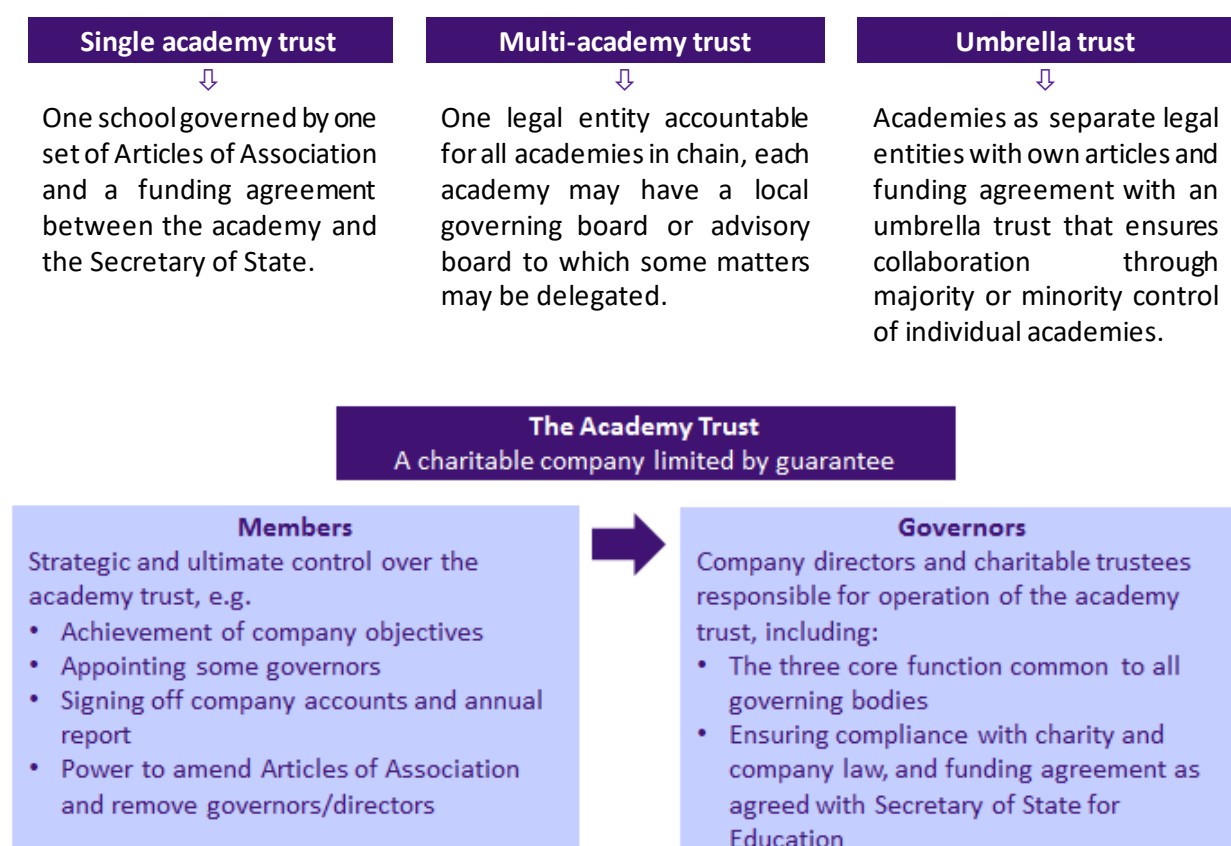 Single academy trust
⇩
One school governed by one
set of Articles of Association
and a funding agreement
between the academy and
the Secretary of State.
Multi-academy trust
⇩
One legal entity accountable
for all academies in chain, each
academy may have a local
governing board or advisory
board to which some matters
may be delegated.
Umbrella trust
⇩
Academies as separate legal
entities with own articles and
funding agreement with an
umbrella trust that ensures
collaboration through
majority or minority control
of individual academies.
The Academy Trust
A charitable company limited by guarantee
Members
Strategic and ultimate control over the
academy trust, e.g.
• Achievement of company objectives
• Appointing some governors
• Signing off company accounts and annual
report
• Power to amend Articles of Association
and remove governors/directors
Governors
Company directors and charitable trustees
responsible for operation of the academy
trust, including:
• The three core function common to all
governing bodies
• Ensuring compliance with charity and
company law, and funding agreement as
agreed with Secretary of State for
Education